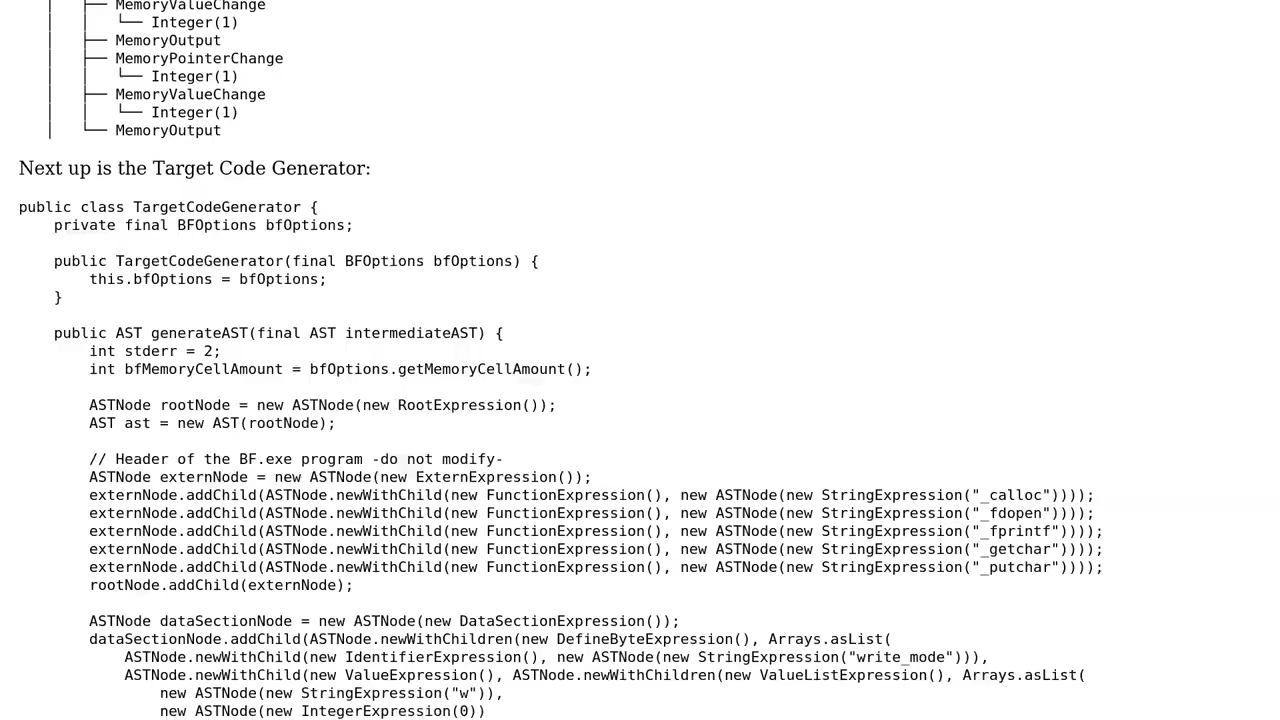 │   ├── MemoryValueChange
│   │   └── Integer(1)
│   ├── MemoryOutput
│   ├── MemoryPointerChange
│   │   └── Integer(1)
│   ├── MemoryValueChange
│   │   └── Integer(1)
│   └── MemoryOutput
Next up is the Target Code Generator:
public class TargetCodeGenerator {
    private final BFOptions bfOptions;
    public TargetCodeGenerator(final BFOptions bfOptions) {
        this.bfOptions = bfOptions;
    }
    public AST generateAST(final AST intermediateAST) {
        int stderr = 2;
        int bfMemoryCellAmount = bfOptions.getMemoryCellAmount();
        ASTNode rootNode = new ASTNode(new RootExpression());
        AST ast = new AST(rootNode);
        // Header of the BF.exe program -do not modify-
        ASTNode externNode = new ASTNode(new ExternExpression());
        externNode.addChild(ASTNode.newWithChild(new FunctionExpression(), new ASTNode(new StringExpression("_calloc"))));
        externNode.addChild(ASTNode.newWithChild(new FunctionExpression(), new ASTNode(new StringExpression("_fdopen"))));
        externNode.addChild(ASTNode.newWithChild(new FunctionExpression(), new ASTNode(new StringExpression("_fprintf"))));
        externNode.addChild(ASTNode.newWithChild(new FunctionExpression(), new ASTNode(new StringExpression("_getchar"))));
        externNode.addChild(ASTNode.newWithChild(new FunctionExpression(), new ASTNode(new StringExpression("_putchar"))));
        rootNode.addChild(externNode);
        ASTNode dataSectionNode = new ASTNode(new DataSectionExpression());
        dataSectionNode.addChild(ASTNode.newWithChildren(new DefineByteExpression(), Arrays.asList(
            ASTNode.newWithChild(new IdentifierExpression(), new ASTNode(new StringExpression("write_mode"))),
            ASTNode.newWithChild(new ValueExpression(), ASTNode.newWithChildren(new ValueListExpression(), Arrays.asList(
                new ASTNode(new StringExpression("w")),
                new ASTNode(new IntegerExpression(0))